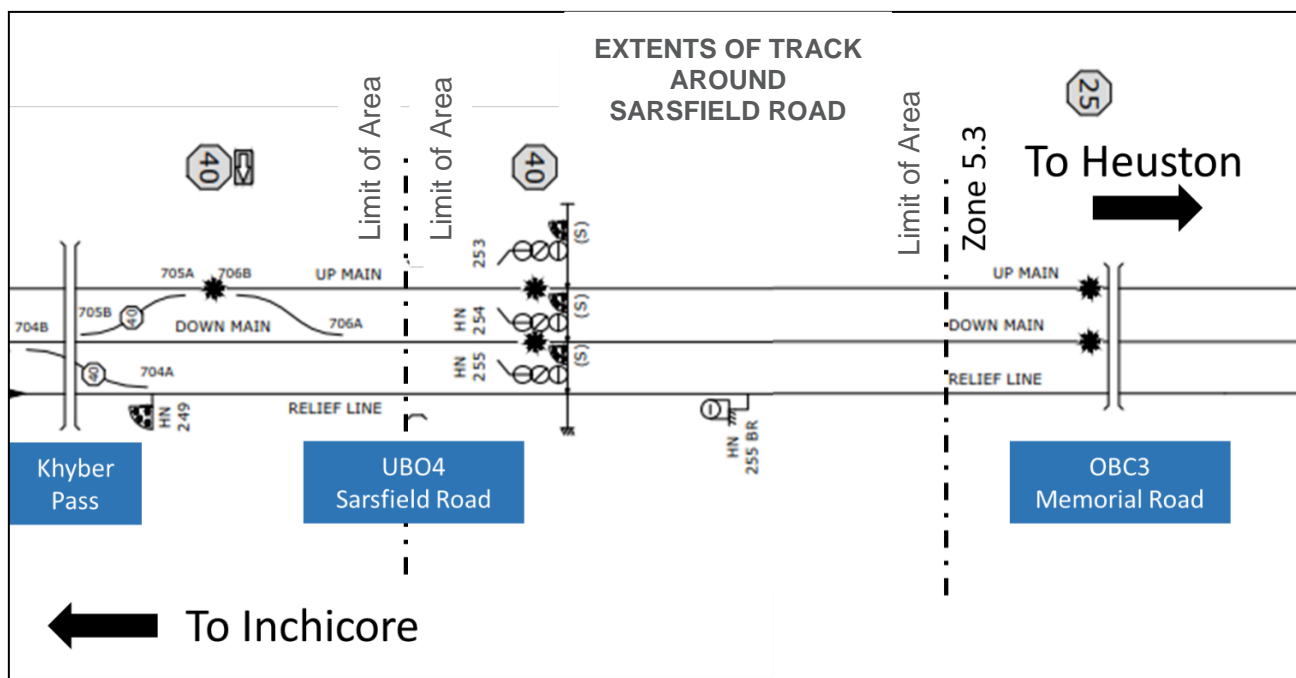 EXTENTS OF TRACK
AROUND
SARSFIELD ROAD
25
Limit of Area
Limit of Area
Limit of Area
Zone 5.3
To Heuston
40
40
253
(S)
705A
706B
UP MAIN
UP MAIN
705B
40
704B
DOWN MAIN
706A
HN
254
(S)
DOWN MAIN
40
704A
HN
255
(S)
RELIEF LINE
HN
249
RELIEF LINE
HN
255 BR
Khyber
Pass
UBO4
Sarsfield Road
OBC3
Memorial Road
To Inchicore